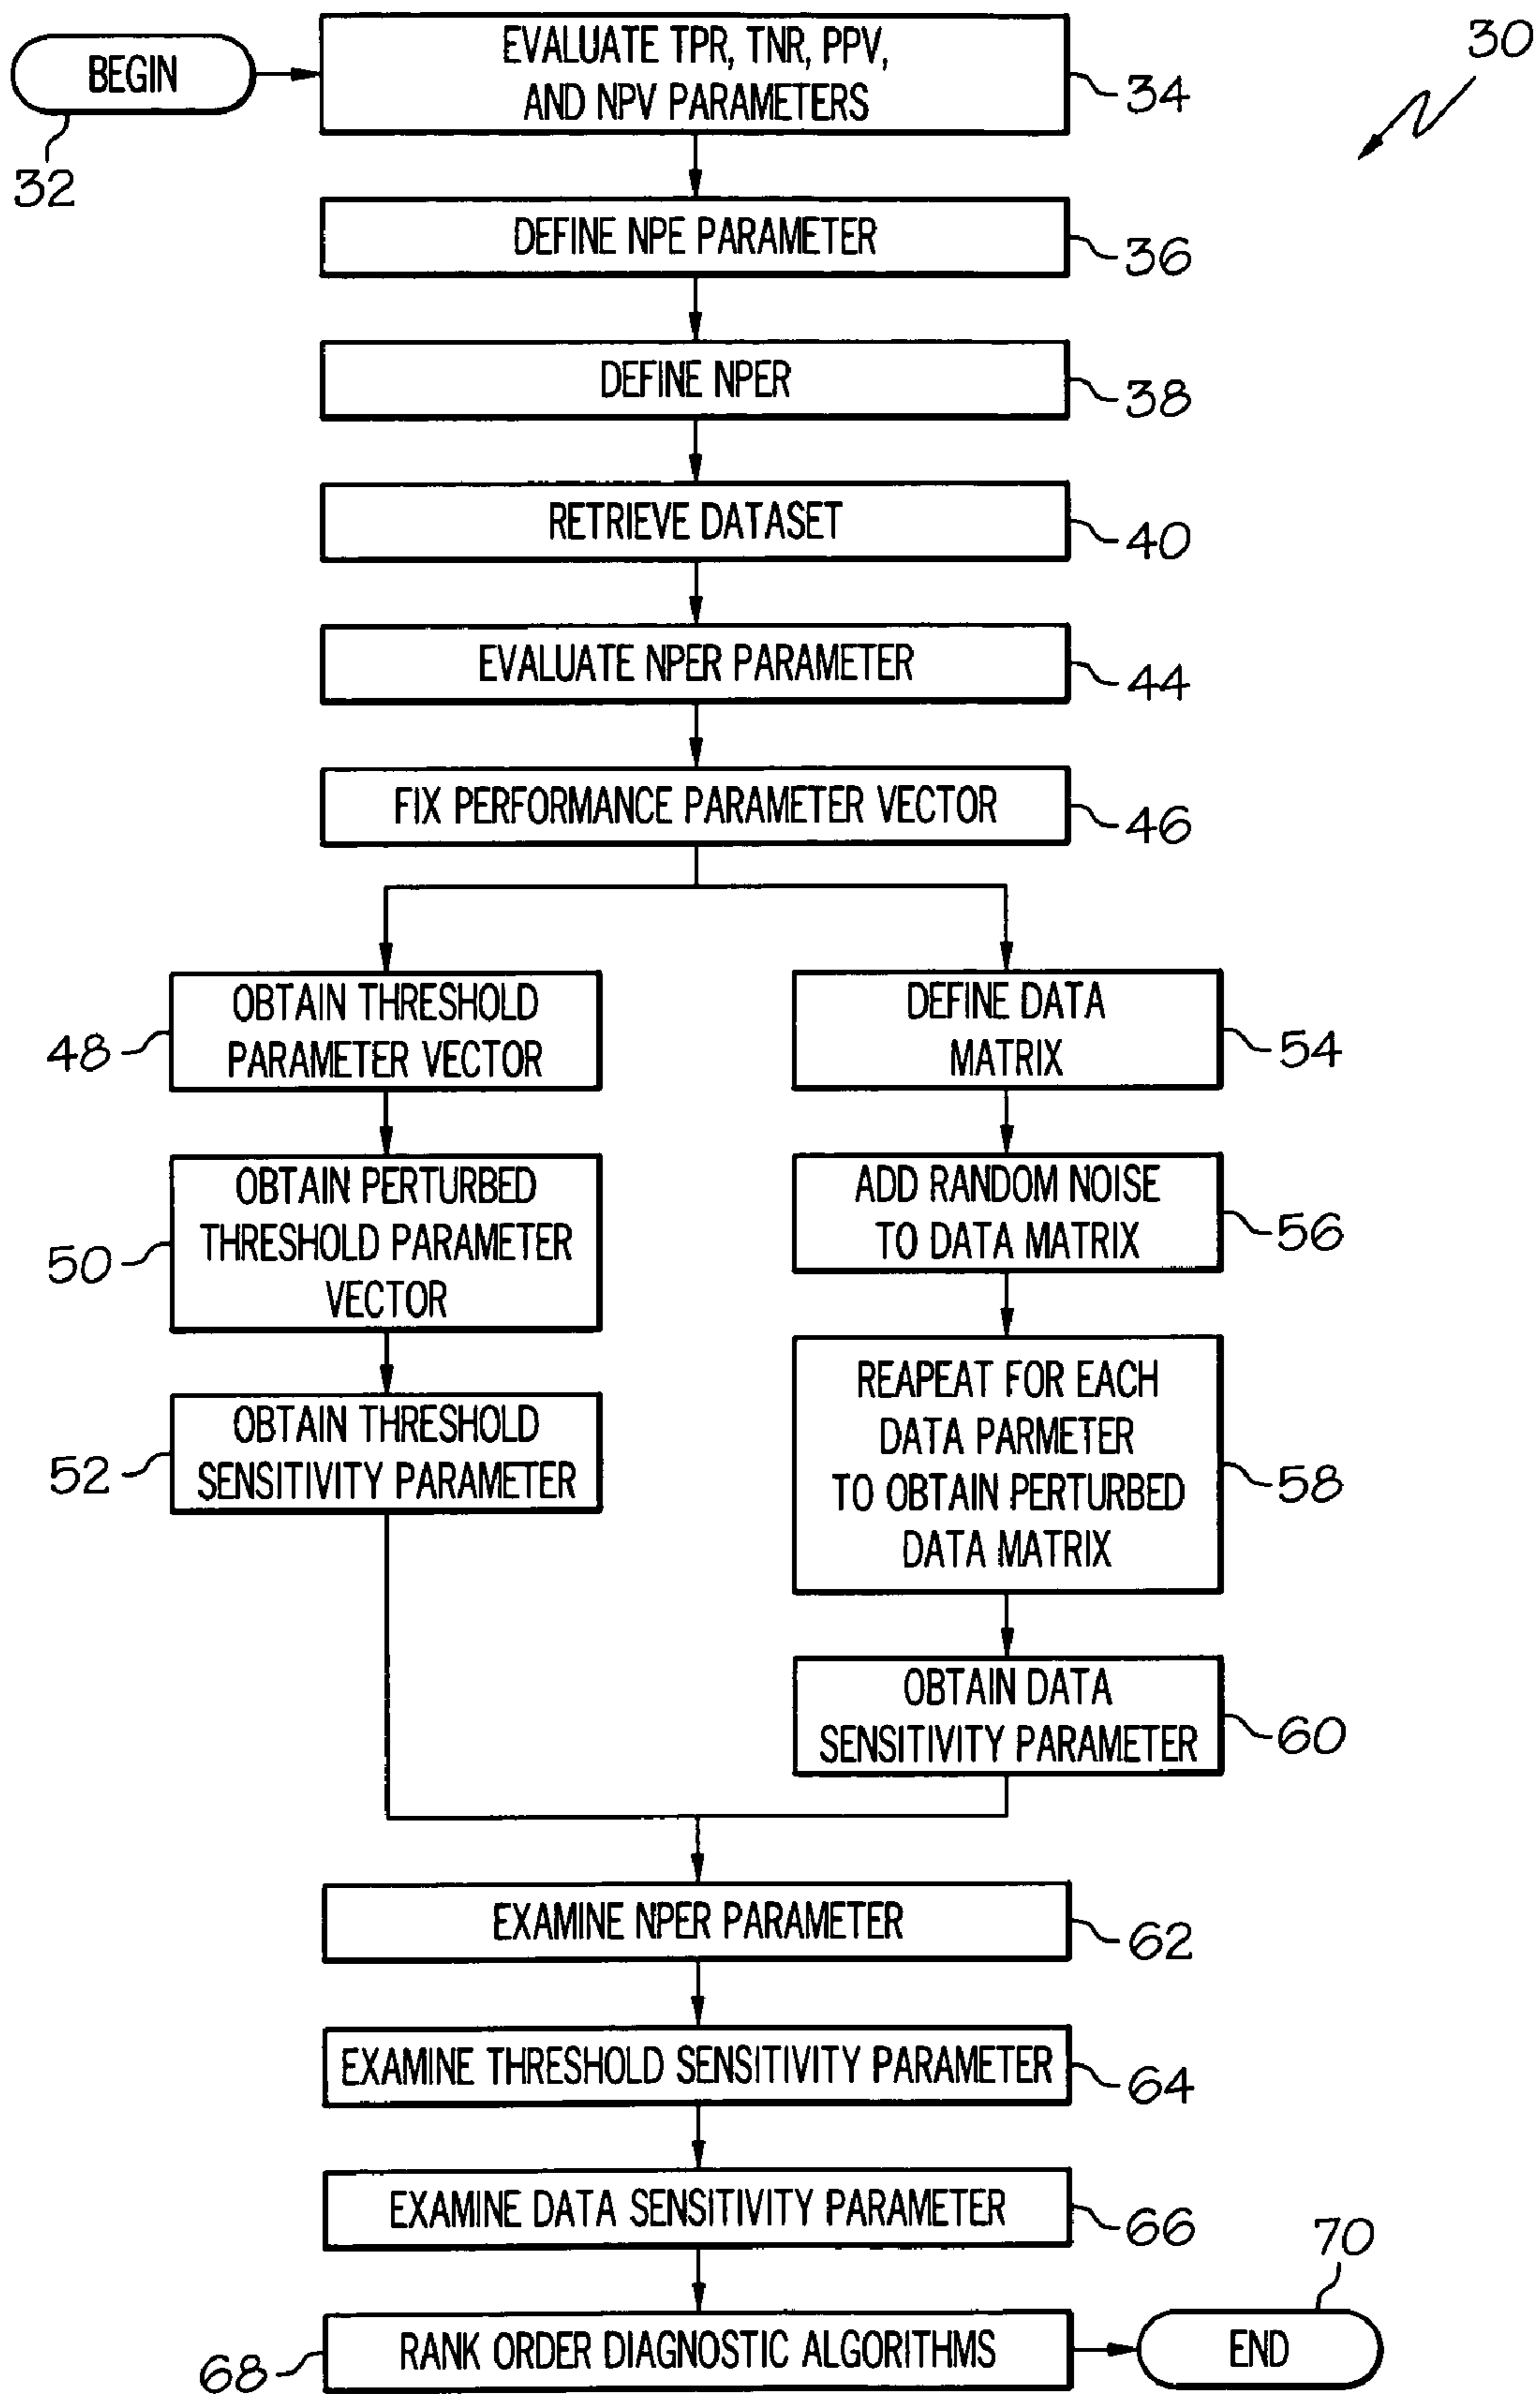 30
BEGIN
32
EVALUATE TPR, TNR, PPV,
AND NPV PARAMETERS
34
DEFINE NPE PARAMETER
36
DEFINE NPER
38
RETRIEVE DATASET
40
EVALUATE NPER PARAMETER
44
FIX PERFORMANCE PARAMETER VECTOR
46
OBTAIN THRESHOLD
PARAMETER VECTOR
48
OBTAIN PERTURBED
THRESHOLD PARAMETER
VECTOR
50
OBTAIN THRESHOLD
SENSITIVITY PARAMETER
52
DEFINE DATA
MATRIX
54
ADD RANDOM NOISE
TO DATA MATRIX
56
REAPEAT FOR EACH
DATA PARMETER
TO OBTAIN PERTURBED
DATA MATRIX
58
OBTAIN DATA
SENSITIVITY PARAMETER
60
EXAMINE NPER PARAMETER
62
EXAMINE THRESHOLD SENSITIVITY PARAMETER
64
EXAMINE DATA SENSITIVITY PARAMETER
66
RANK ORDER DIAGNOSTIC ALGORITHMS
68
END
70